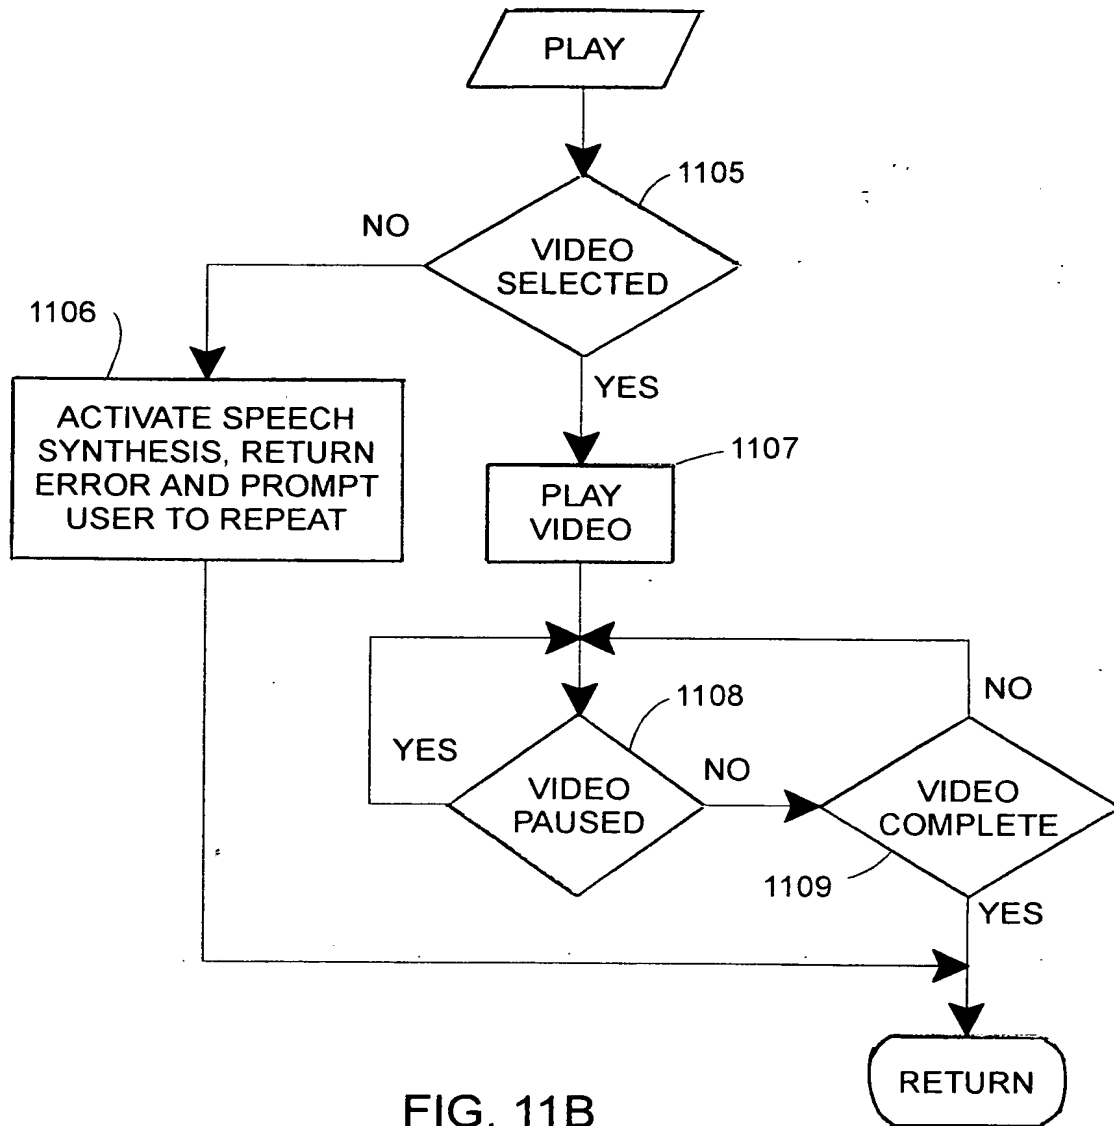 PLAY
1105
NO
VIDEO
SELECTED
1106
YES
ACTIVATE SPEECH
SYNTHESIS, RETURN
ERROR AND PROMPT
USER TO REPEAT
1107
PLAY
VIDEO
1108
NO
YES
NO
VIDEO
PAUSED
VIDEO
COMPLETE
1109
YES
RETURN
FIG. 11B